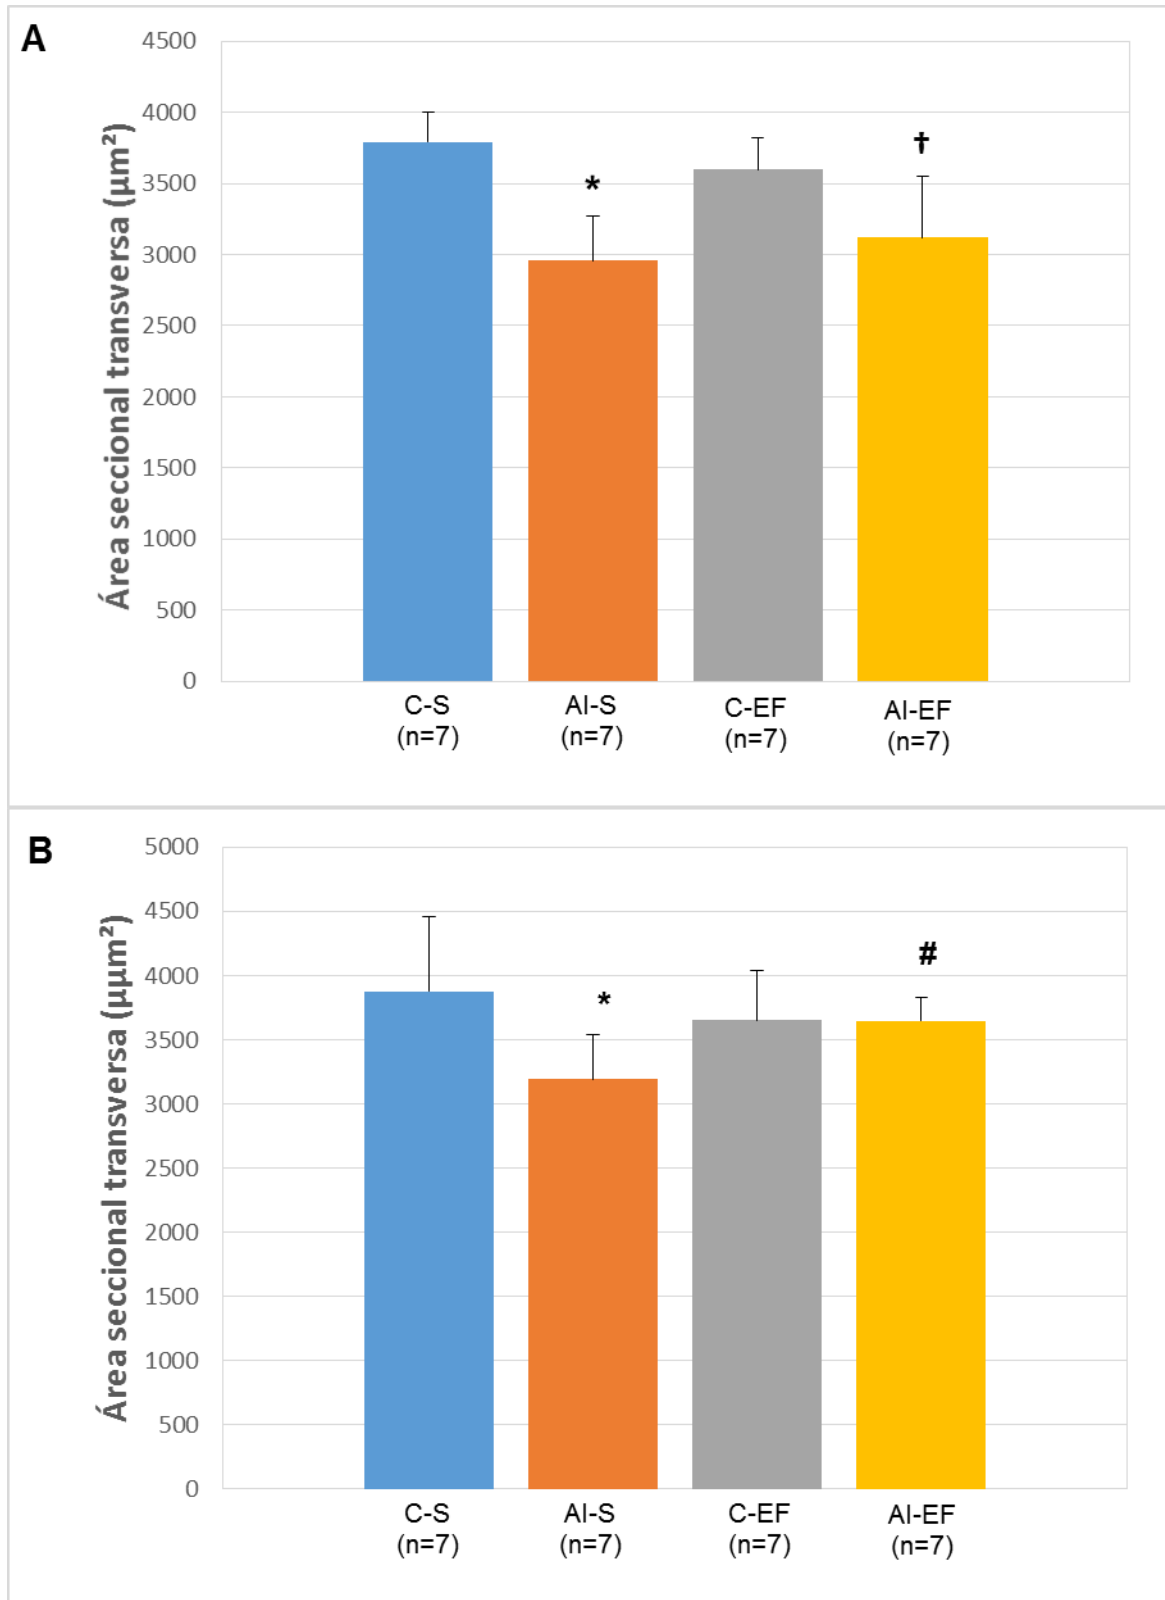 A
Área seccional transversa (µm²)
4500
4000
3500
3000
2500
2000
1500
1000
500
0
*
†
C-S
(n=7)
AI-S
(n=7)
C-EF
(n=7)
AI-EF
(n=7)
B
Área seccional transversa (µµm²)
5000
4500
4000
3500
3000
2500
2000
1500
1000
500
0
*
#
C-S
(n=7)
AI-S
(n=7)
C-EF
(n=7)
AI-EF
(n=7)